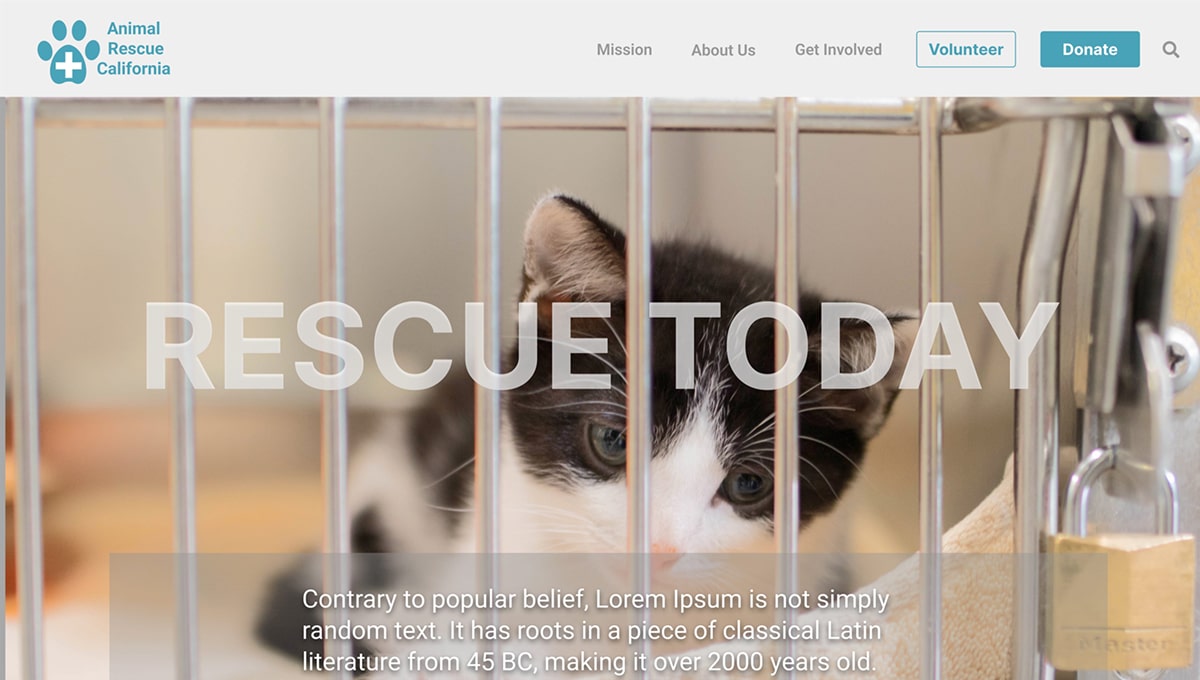 Animal
Rescue
California
Mission
About Us
Get Involved
Volunteer
Donate
RESCUE TODAY
Contrary to popular belief, Lorem Ipsum is not simply
random text. It has roots in a piece of classical Latin
literature from 45 BC, making it over 2000 years old.
Master